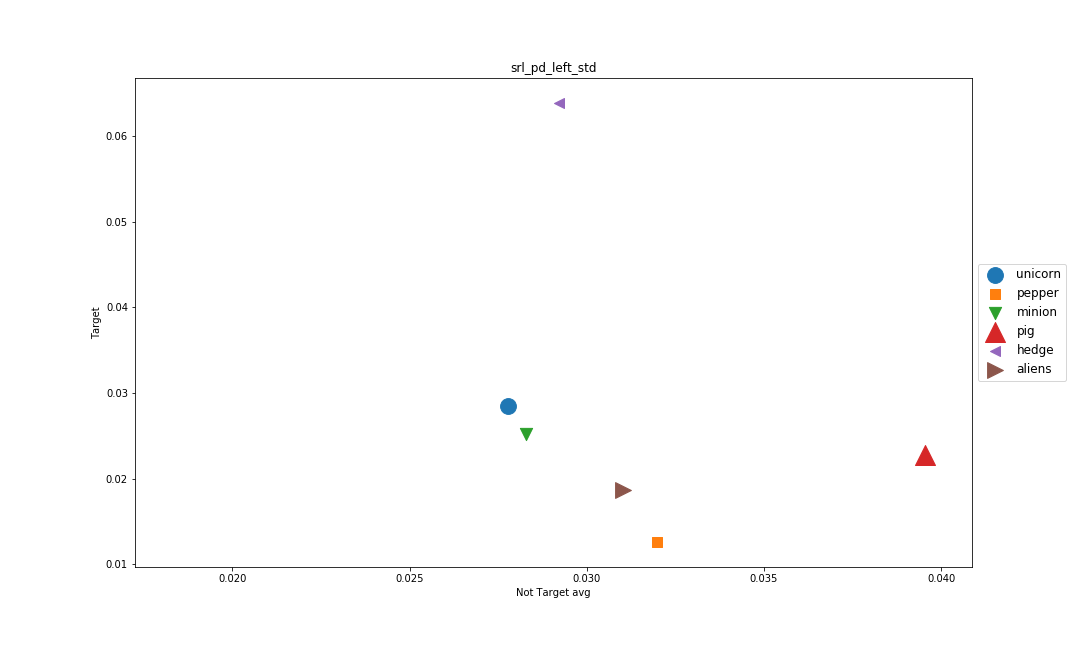 srl_pd_left_std
0.06
0.05
0.04
0.03
0.02
0.01
Target
0.020
0.025
0.030
0.035
0.040
Not Target avg
unicorn
pepper
minion
pig
hedge
aliens